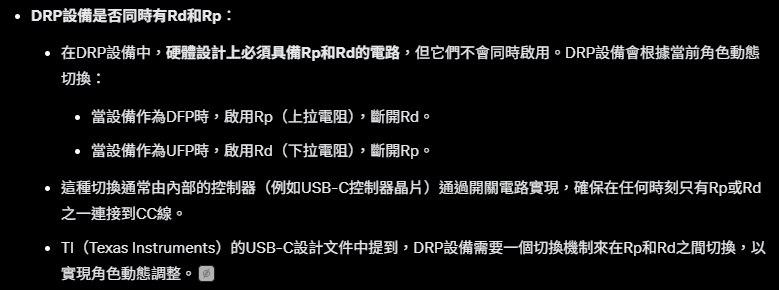 • DRP設備是否同時有Rd和Rp：
• 在DRP設備中，硬體設計上必須具備Rp和Rd的電路，但它們不會同時啟用。DRP設備會根據當前角色動態
切換：
• 當設備作為DFP時，啟用Rp（上拉電阻），斷開Rd。
• 當設備作為UFP時，啟用Rd（下拉電阻），斷開Rp。
• 這種切換通常由內部的控制器（例如USB-C控制器晶片）通過開關電路實現，確保在任何時刻只有Rp或Rd
之一連接到CC線。
• TI（Texas Instruments）的USB-C設計文件中提到，DRP設備需要一個切換機制來在Rp和Rd之間切換，以
實現角色動態調整。